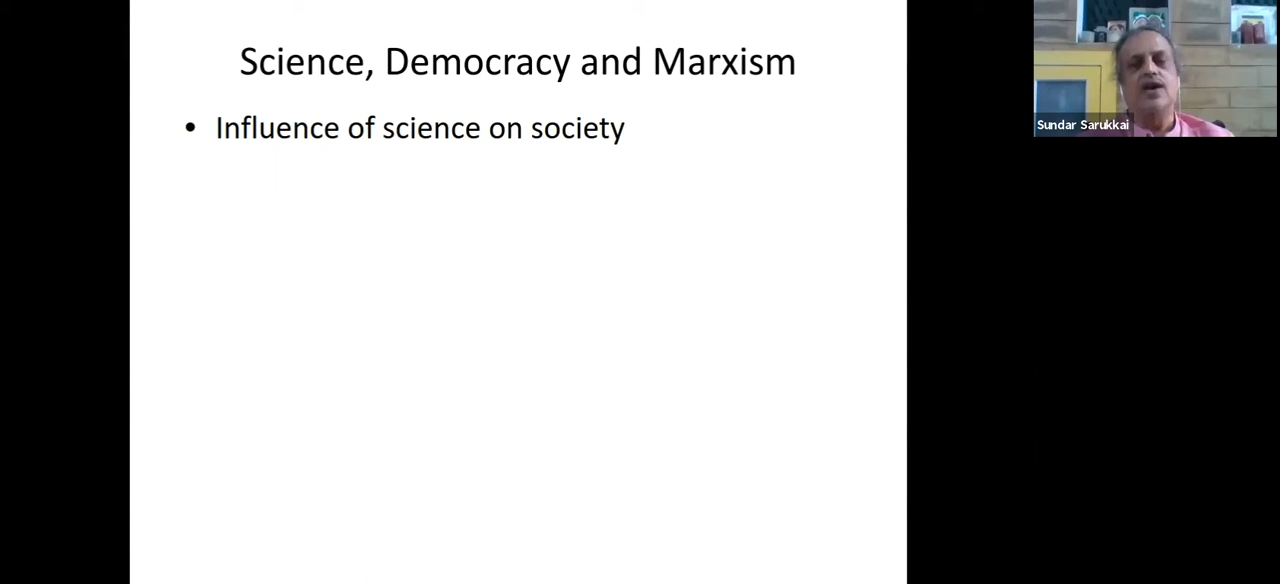 Science, Democracy and Marxism
• Influence of science on society
Sundar Sarukkai